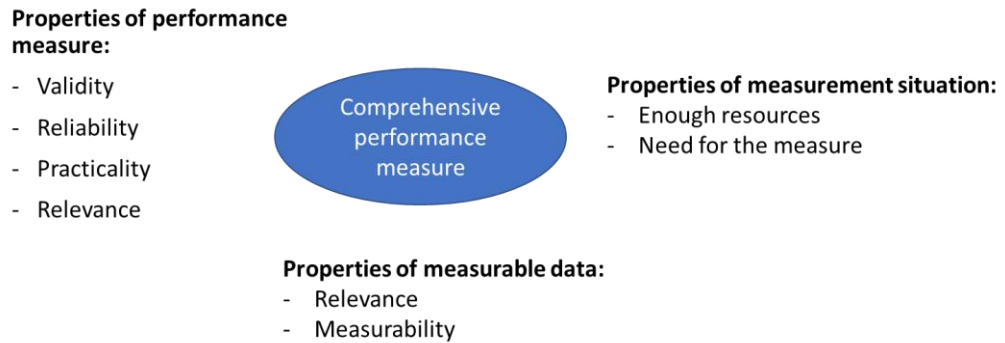 Properties of performance
measure:
- Validity
- Reliability
- Practicality
- Relevance
Comprehensive
performance
measure
Properties of measurement situation:
- Enough resources
- Need for the measure
Properties of measurable data:
- Relevance
- Measurability